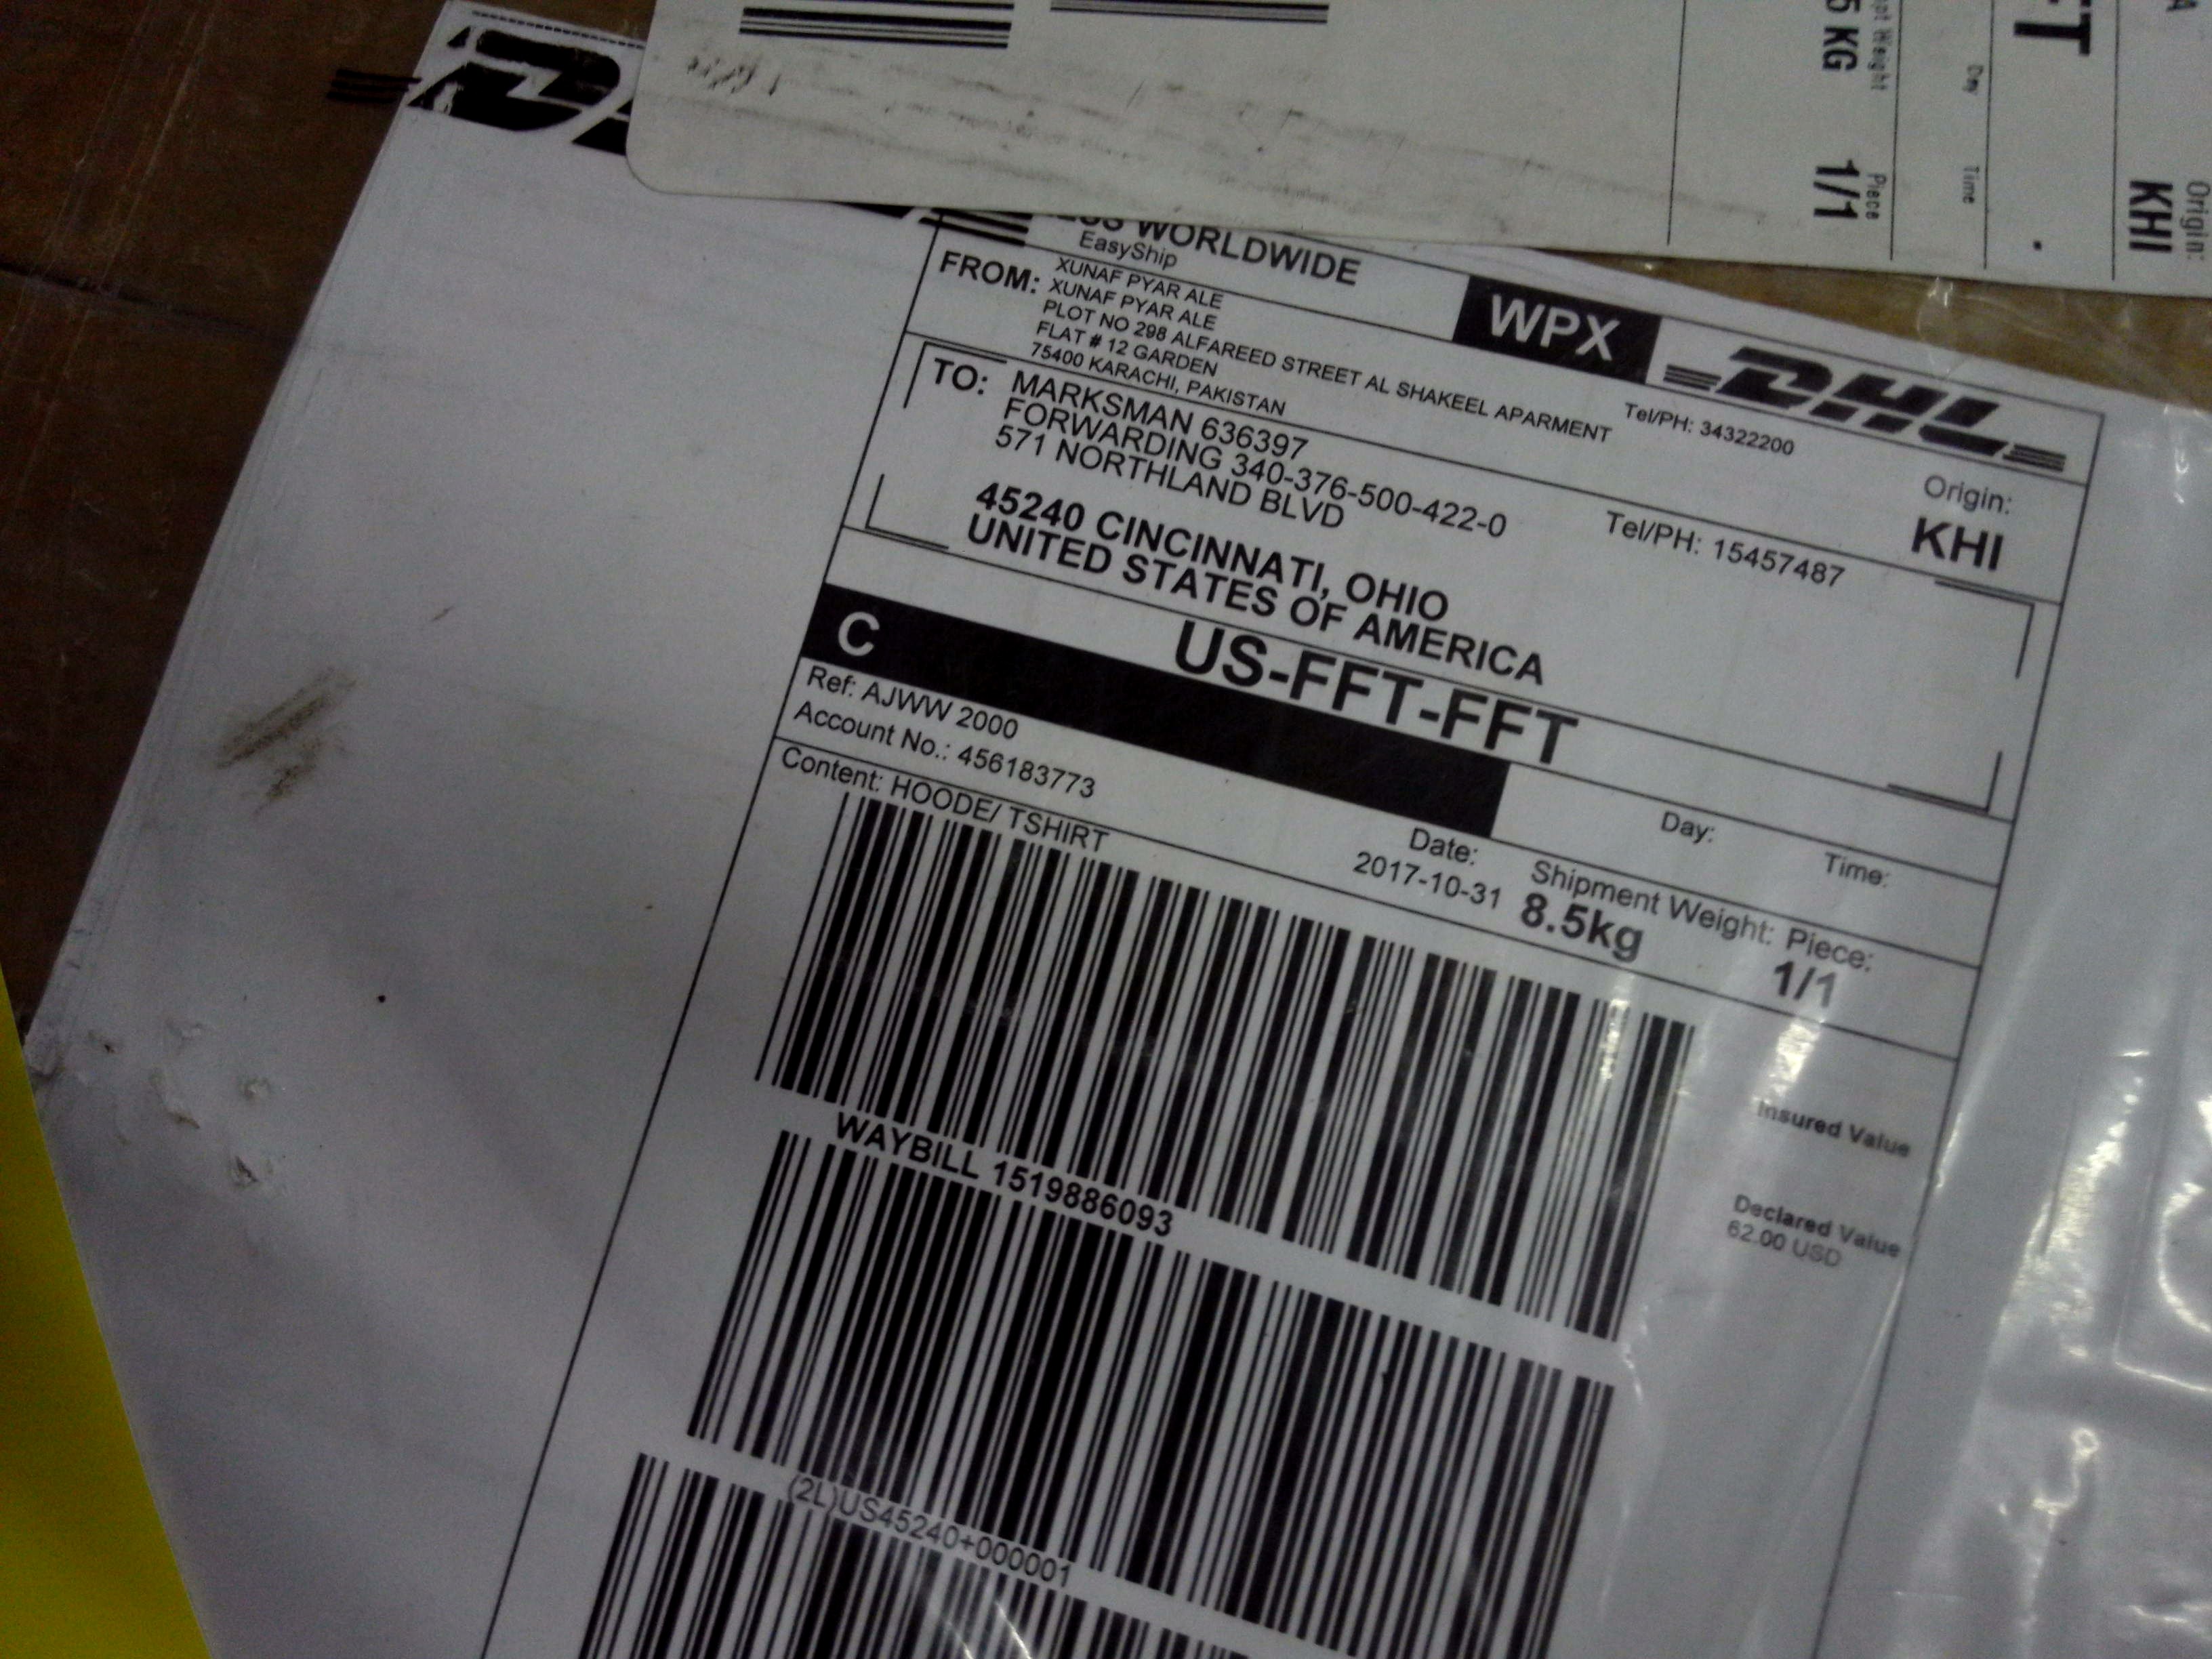 5 KG
Piece
1/1
Day
Time
Origin:
KHI
WORLDWIDE
EasyShip
WPX
DHL
FROM:
XUNAF PYAR ALE
XUNAF PYAR ALE
PLOT NO 298 ALFAREED STREET AL SHAKEEL APARMENT
FLAT # 12 GARDEN
75400 KARACHI, PAKISTAN
Tel/PH: 34322200
Origin:
KHI
TO:
MARKSMAN 636397
FORWARDING 340-376-500-422-0
571 NORTHLAND BLVD
Tel/PH: 15457487
45240 CINCINNATI, OHIO
UNITED STATES OF AMERICA
C
US-FFT-FFT
Day:
Time:
Ref: AJWW 2000
Account No.: 456183773
Date:
2017-10-31
Shipment Weight:
8.5kg
Piece:
1/1
Content: HOODE/ TSHIRT
Insured Value
WAYBILL 1519886093
Declared Value
62.00 USD
(2L)US45240+000001